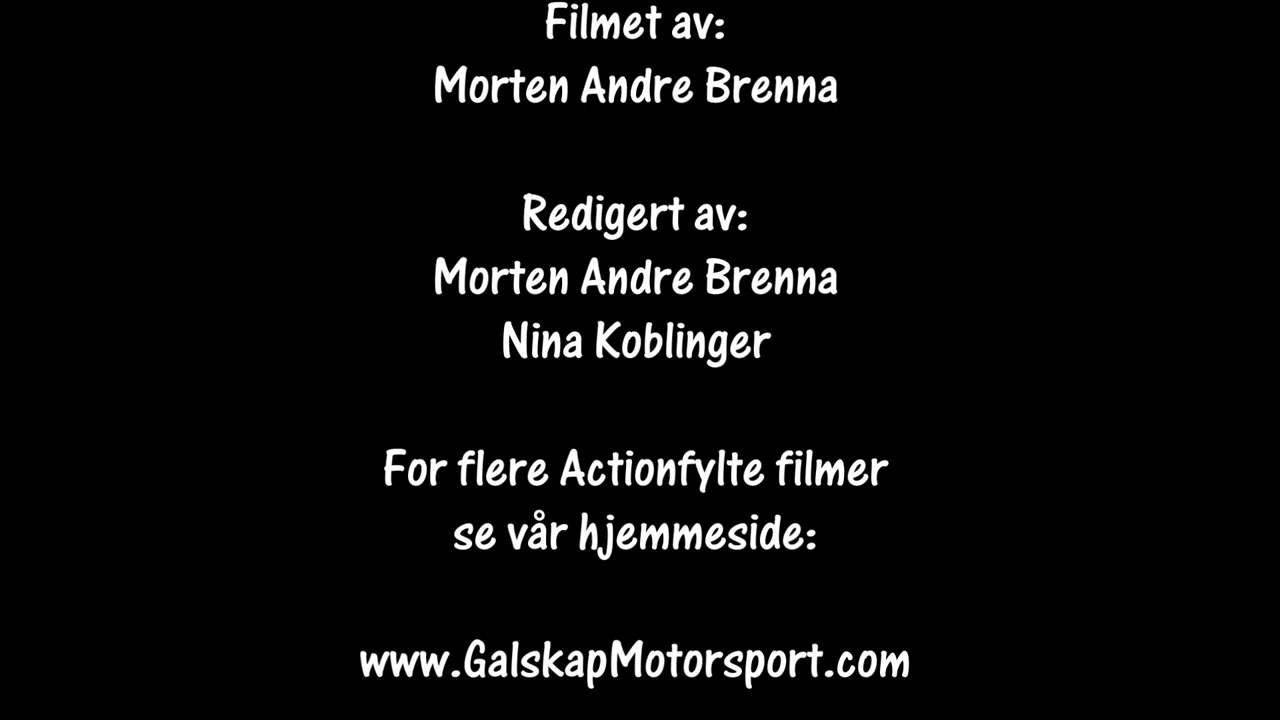 Filmet av:
Morten Andre Brenna
Redigert av:
Morten Andre Brenna
Nina Koblinger
For flere Actionfylte filmer
se vår hjemmeside:
www.GalskapMotorsport.com